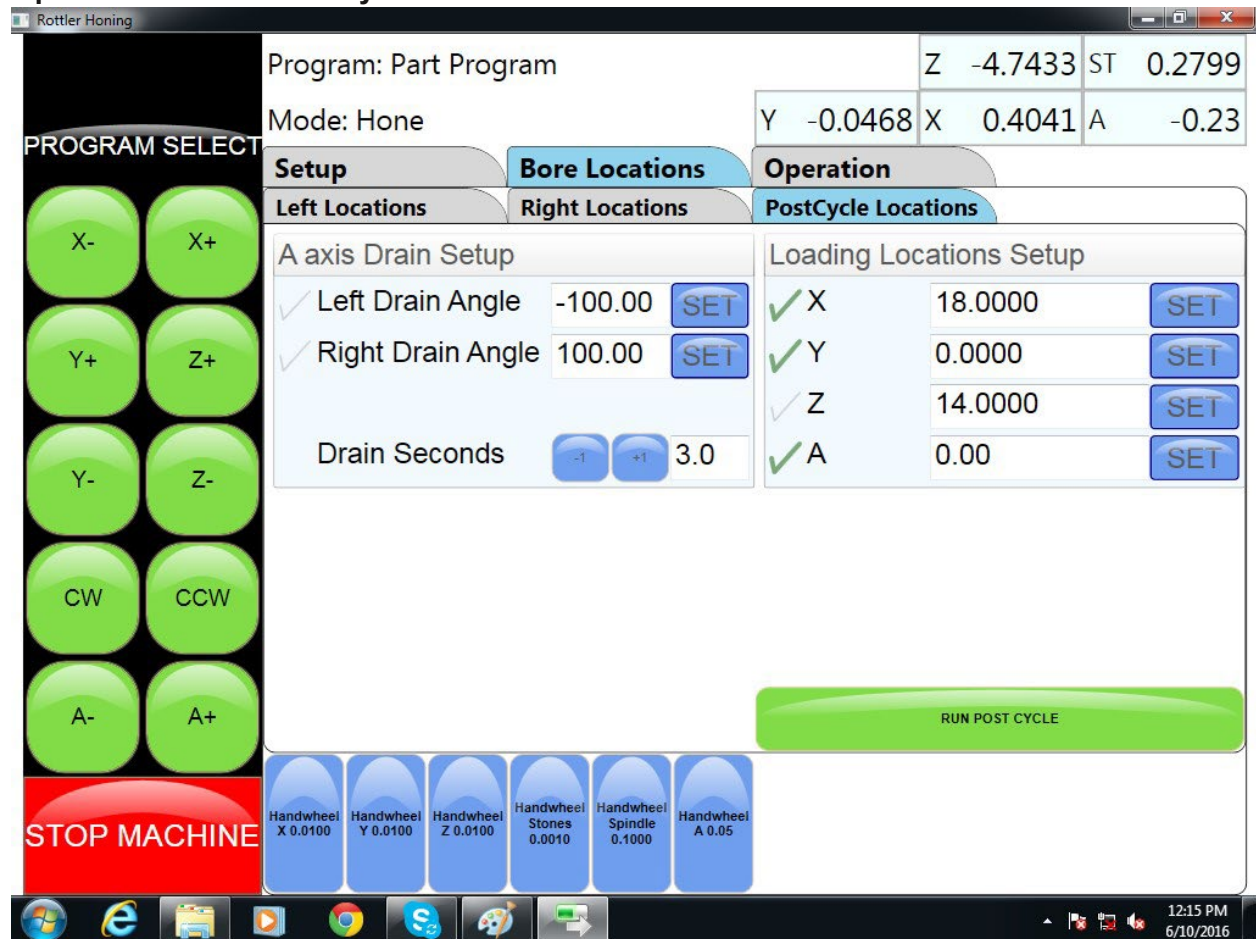 Rottler Honing
Program: Part Program
Z -4.7433 ST 0.2799
Mode: Hone
Y -0.0468 X 0.4041 A -0.23
PROGRAM SELECT
Setup Bore Locations Operation
Left Locations Right Locations PostCycle Locations
X- X+
Y+ Z+
Y- Z-
CW CCW
A- A+
STOP MACHINE
A axis Drain Setup
Left Drain Angle -100.00 SET
Right Drain Angle 100.00 SET
Drain Seconds -1 +1 3.0
Loading Locations Setup
X 18.0000 SET
Y 0.0000 SET
Z 14.0000 SET
A 0.00 SET
RUN POST CYCLE
Handwheel
X 0.0100
Handwheel
Y 0.0100
Handwheel
Z 0.0100
Handwheel
Stones
0.0010
Handwheel
Spindle
0.1000
Handwheel
A 0.05
12:15 PM
6/10/2016